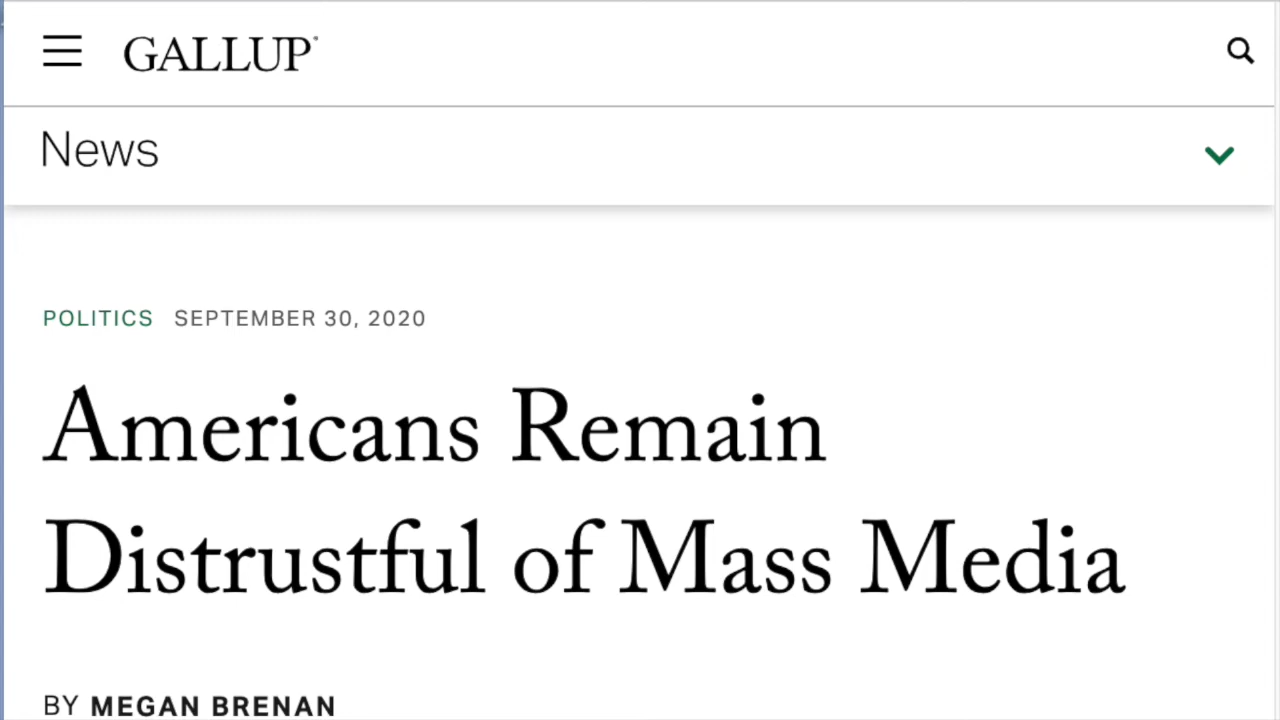 GALLUP®
News
POLITICS SEPTEMBER 30, 2020
Americans Remain
Distrustful of Mass Media
BY MEGAN BRENAN